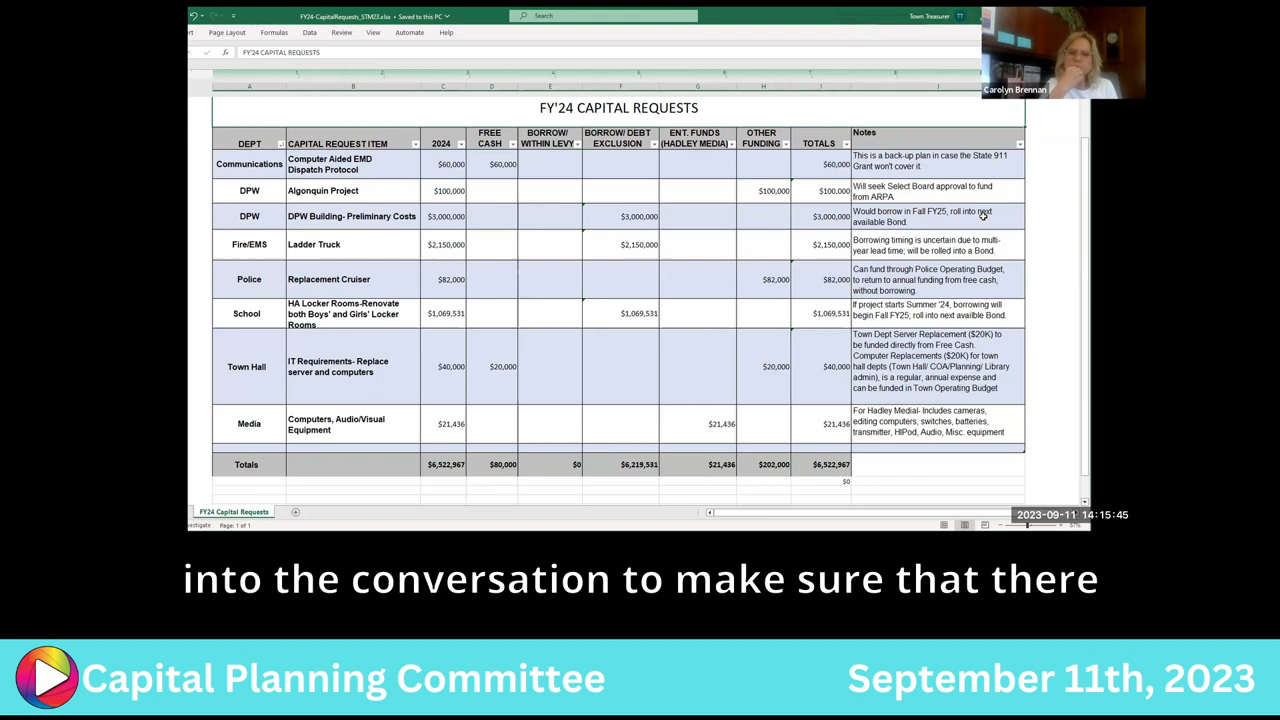 FY24-CapitalRequests_STM23.xlsx • Saved to this PC
Search
Town Treasurer
TT
Page Layout
Formulas
Data
Review
View
Automate
Help
fx
FY'24 CAPITAL REQUESTS
Carolyn Brennan
A B C D E F G H I J
FY'24 CAPITAL REQUESTS
DEPT
CAPITAL REQUEST ITEM
2024
FREE
CASH
BORROW/
WITHIN LEVY
BORROW/ DEBT
EXCLUSION
ENT. FUNDS
(HADLEY MEDIA)
OTHER
FUNDING
TOTALS
Notes
Communications
Computer Aided EMD
Dispatch Protocol
$60,000
$60,000
$60,000
This is a back-up plan in case the State 911
Grant won't cover it.
DPW
Algonquin Project
$100,000
$100,000
$100,000
Will seek Select Board approval to fund
from ARPA
DPW
DPW Building- Preliminary Costs
$3,000,000
$3,000,000
$3,000,000
Would borrow in Fall FY25, roll into next
available Bond.
Fire/EMS
Ladder Truck
$2,150,000
$2,150,000
$2,150,000
Borrowing timing is uncertain due to multi-
year lead time; will be rolled into a Bond.
Police
Replacement Cruiser
$82,000
$82,000
$82,000
Can fund through Police Operating Budget,
to return to annual funding from free cash,
without borrowing.
School
HA Locker Rooms-Renovate
both Boys' and Girls' Locker
Rooms
$1,069,531
$1,069,531
$1,069,531
If project starts Summer '24, borrowing will
begin Fall FY25; roll into next availble Bond.
Town Hall
IT Requirements- Replace
server and computers
$40,000
$20,000
$20,000
$40,000
Town Dept Server Replacement ($20K) to
be funded directly from Free Cash.
Computer Replacements ($20K) for town
hall depts (Town Hall/ COA/Planning/ Library
admin), is a regular, annual expense and
can be funded in Town Operating Budget
Media
Computers, Audio/Visual
Equipment
$21,436
$21,436
$21,436
For Hadley Medial- Includes cameras,
editing computers, switches, batteries,
transmitter, HIPod, Audio, Misc. equipment
Totals
$6,522,967
$80,000
$0
$6,219,531
$21,436
$202,000
$6,522,967
$0
FY24 Capital Requests
2023-09-11 14:15:45
Page: 1 of 1
into the conversation to make sure that there
Capital Planning Committee
September 11th, 2023